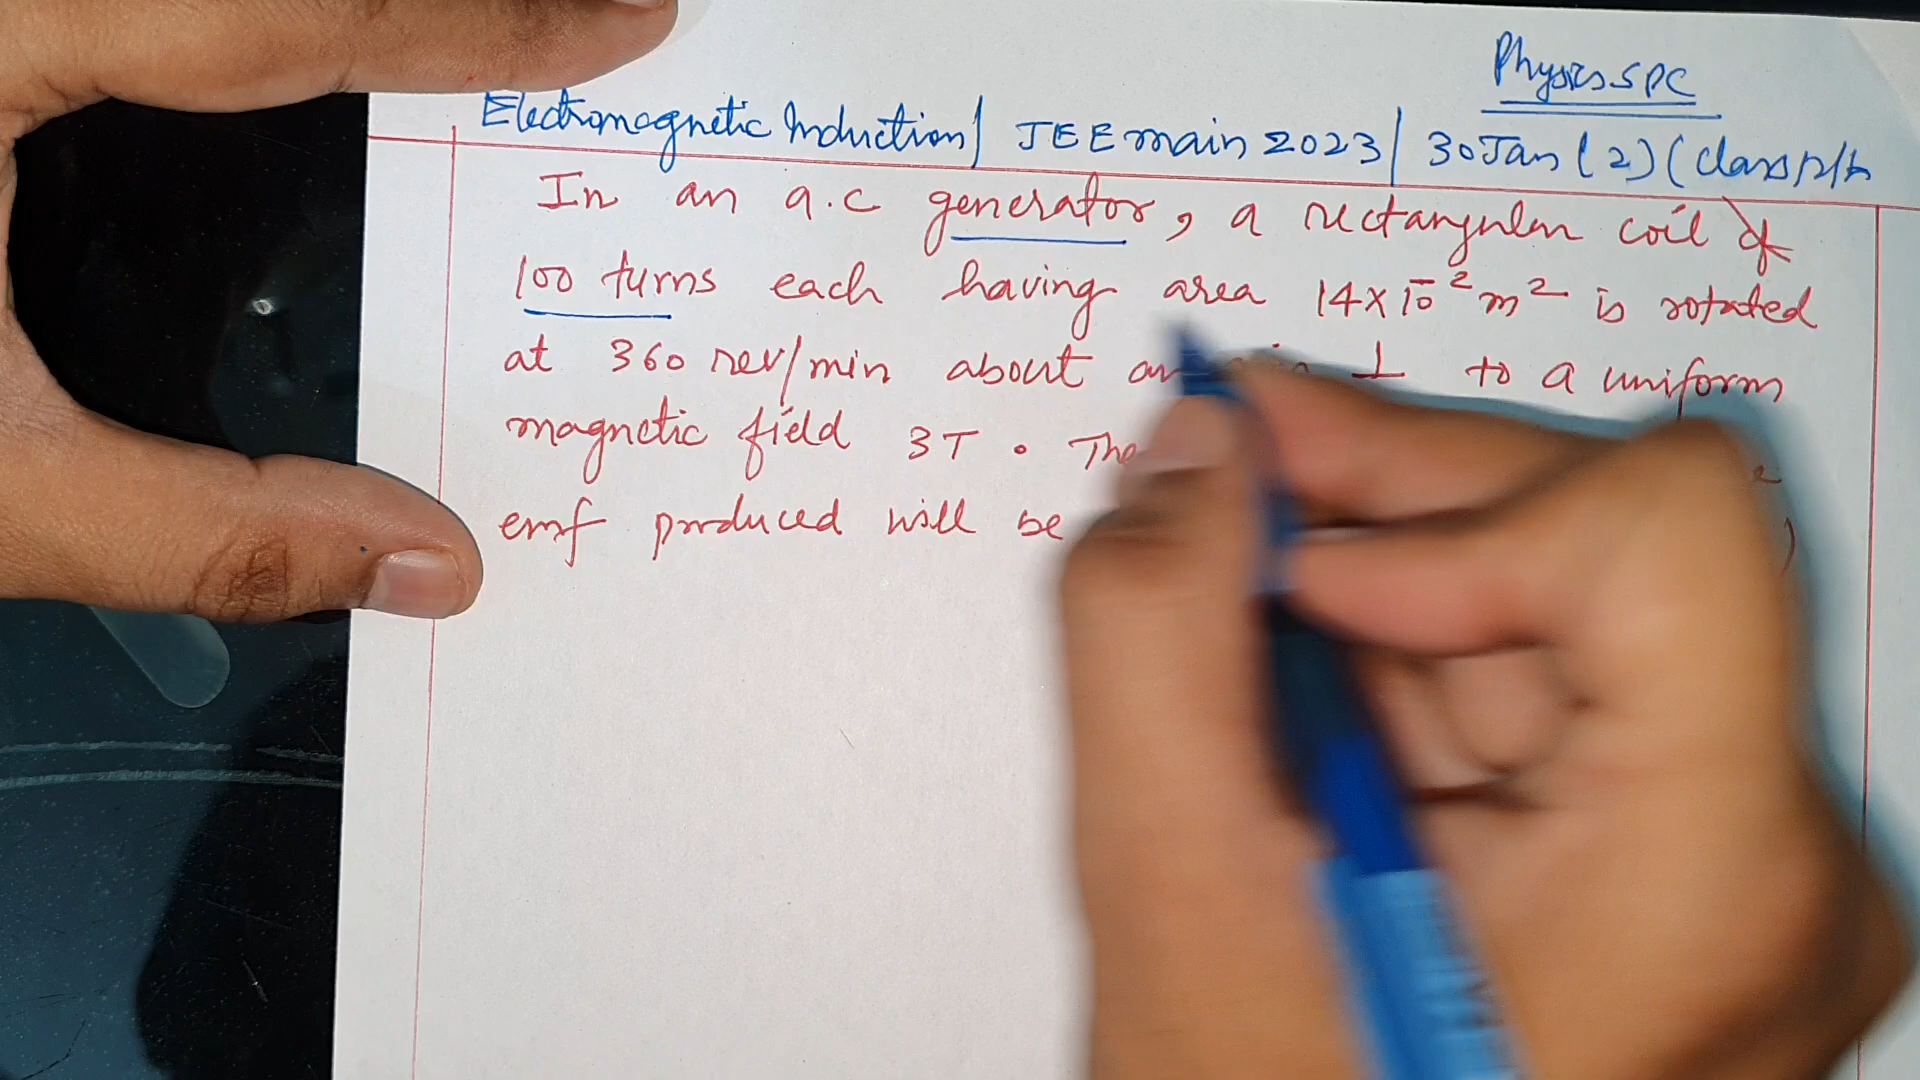 Physics SPC
Electromagnetic Induction / JEE main 2023 / 30 Jan (2) (class 12th
In an a.c generator, a rectangular coil of
100 turns each having area 14 × 10⁻² m² is rotated
at 360 rev/min about ⊥ to a uniform
magnetic field 3T. The
emf produced will be )